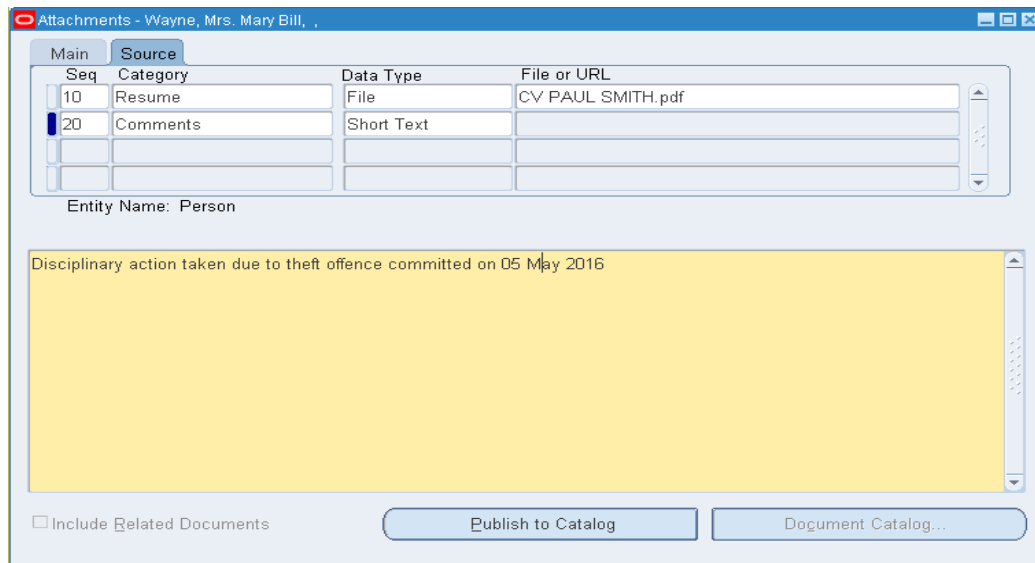 Attachments - Wayne, Mrs. Mary Bill, ,
Main Source
Seq Category Data Type File or URL
10 Resume File CV PAUL SMITH.pdf
20 Comments Short Text
Entity Name: Person
Disciplinary action taken due to theft offence committed on 05 May 2016
Include Related Documents Publish to Catalog Document Catalog...